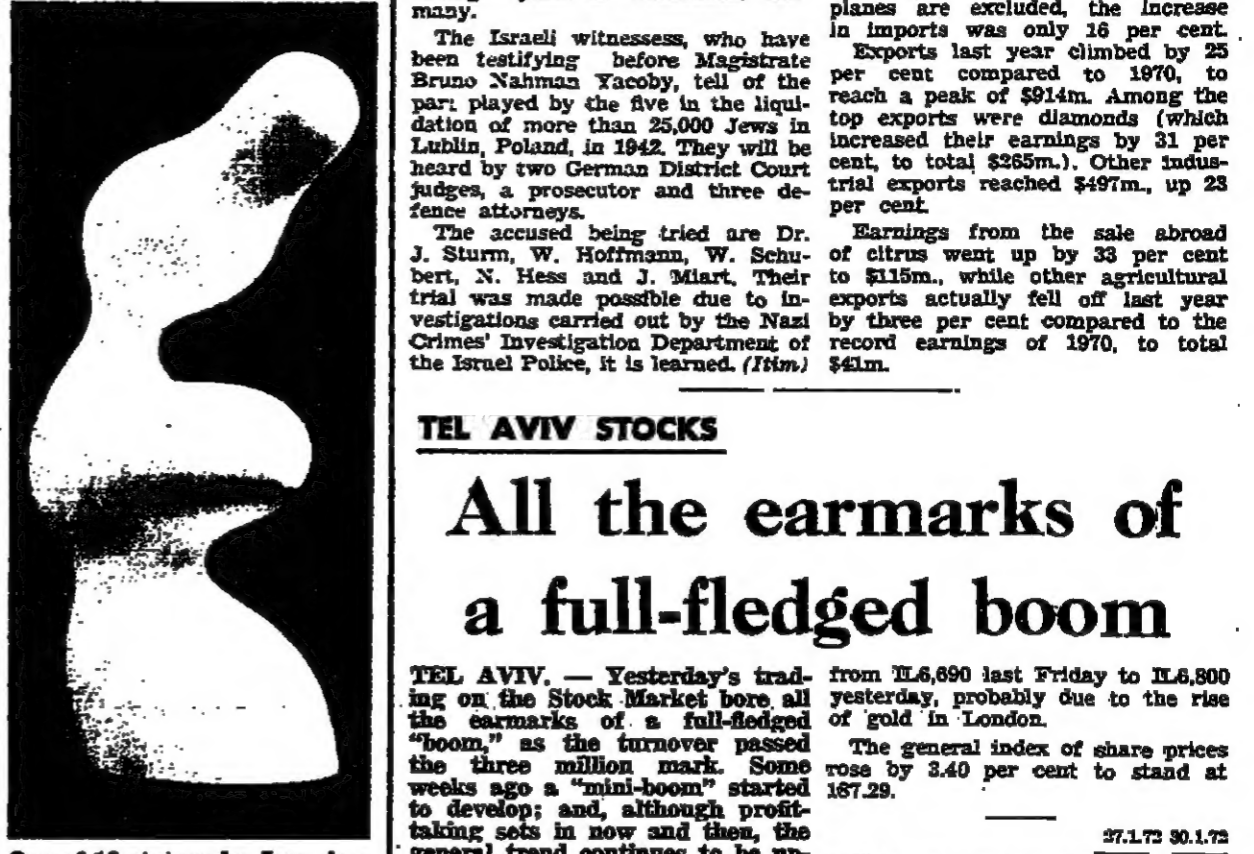 many.
The Israeli witnessess, who have
been testifying before Magistrate
Bruno Nahman Yacoby, tell of the
part played by the five in the liqui-
dation of more than 25,000 Jews in
Lublin, Poland, in 1942. They will be
heard by two German District Court
judges, a prosecutor and three de-
fence attorneys.
The accused being tried are Dr.
J. Sturm, W. Hoffmann, W. Schu-
bert, N. Hess and J. Miart. Their
trial was made possible due to in-
vestigations carried out by the Nazi
Crimes' Investigation Department of
the Israel Police, it is learned. (Itim)
planes are excluded, the increase
in imports was only 16 per cent.
Exports last year climbed by 25
per cent compared to 1970, to
reach a peak of $914m. Among the
top exports were diamonds (which
increased their earnings by 31 per
cent, to total $265m.). Other indus-
trial exports reached $497m., up 23
per cent.
Earnings from the sale abroad
of citrus went up by 33 per cent
to $115m., while other agricultural
exports actually fell off last year
by three per cent compared to the
record earnings of 1970, to total
$41m.
TEL AVIV STOCKS
All the earmarks of
a full-fledged boom
TEL AVIV. — Yesterday's trad-
ing on the Stock Market bore all
the earmarks of a full-fledged
"boom," as the turnover passed
the three million mark. Some
weeks ago a "mini-boom" started
to develop; and, although profit-
taking sets in now and then, the
general trend continues to be up-
from IL6,690 last Friday to IL6,800
yesterday, probably due to the rise
of gold in London.
The general index of share prices
rose by 3.40 per cent to stand at
187.29.
27.1.72 30.1.72